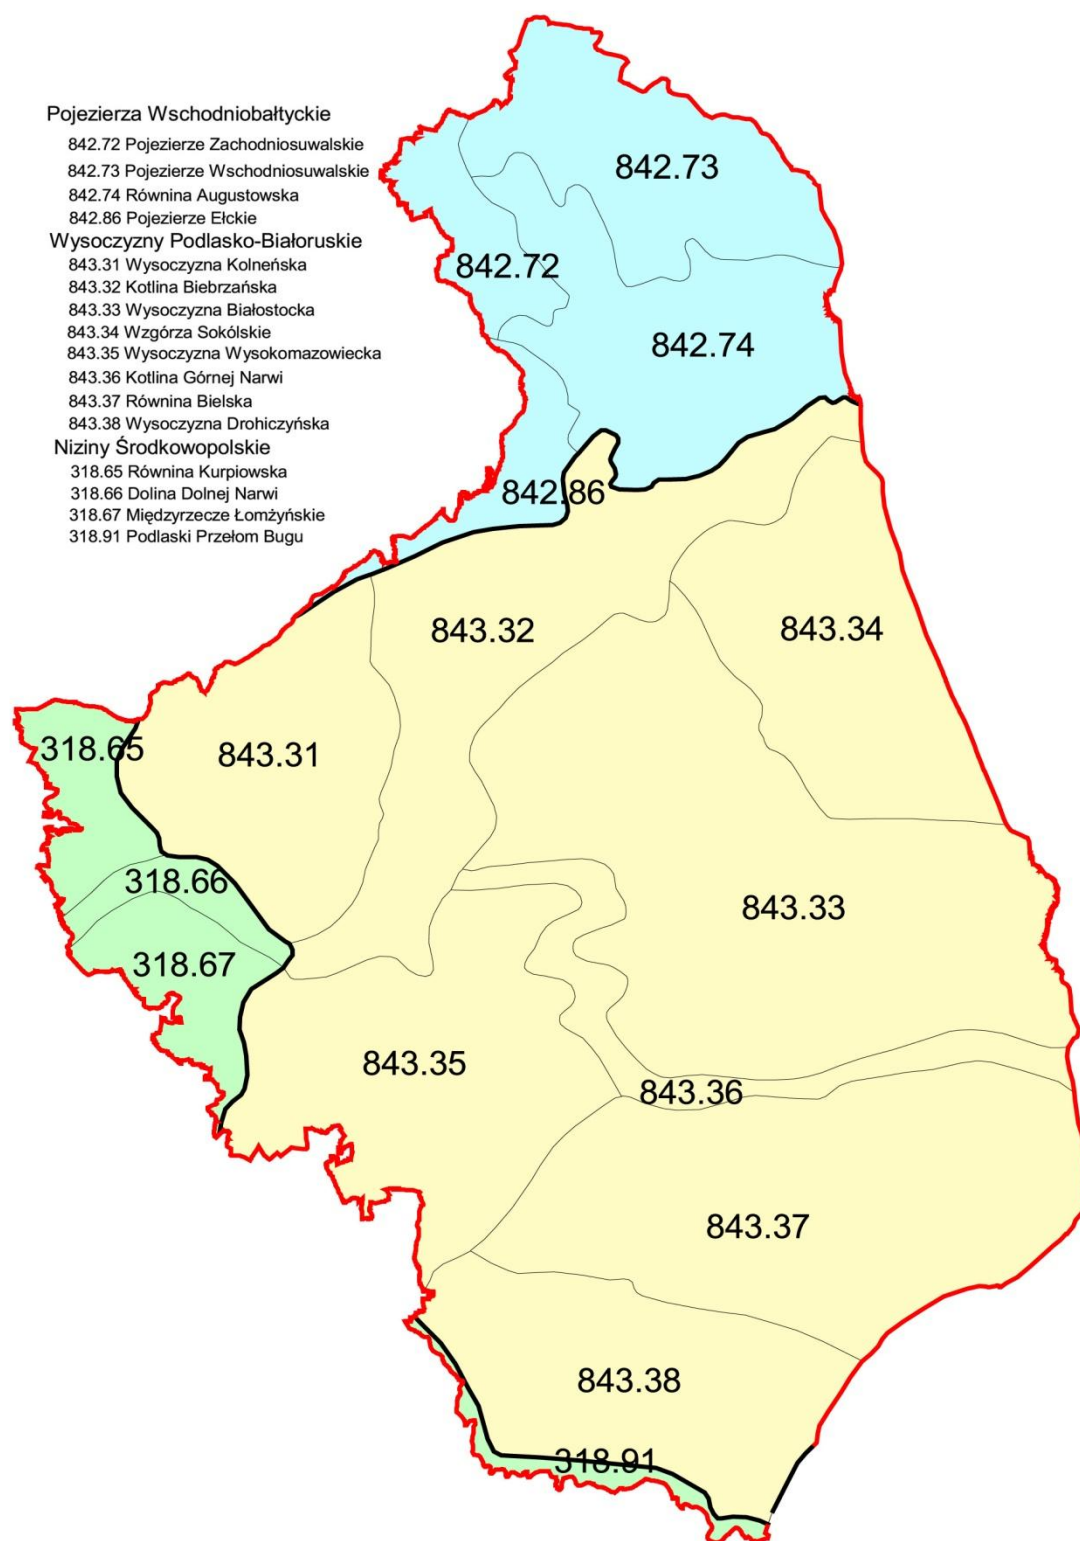 Pojezierza Wschodniobałtyckie
842.72 Pojezierze Zachodniosuwalskie
842.73 Pojezierze Wschodniosuwalskie
842.74 Równina Augustowska
842.86 Pojezierze Ełckie
Wysoczyzny Podlasko-Białoruskie
843.31 Wysoczyzna Kolneńska
843.32 Kotlina Biebrzańska
843.33 Wysoczyzna Białostocka
843.34 Wzgórza Sokólskie
843.35 Wysoczyzna Wysokomazowiecka
843.36 Kotlina Górnej Narwi
843.37 Równina Bielska
843.38 Wysoczyzna Drohiczyńska
Niziny Środkowopolskie
318.65 Równina Kurpiowska
318.66 Dolina Dolnej Narwi
318.67 Międzyrzecze Łomżyńskie
318.91 Podlaski Przełom Bugu
842.73
842.72
842.74
842.86
843.32
843.34
318.65
843.31
318.66
843.33
318.67
843.35
843.36
843.37
843.38
318.91